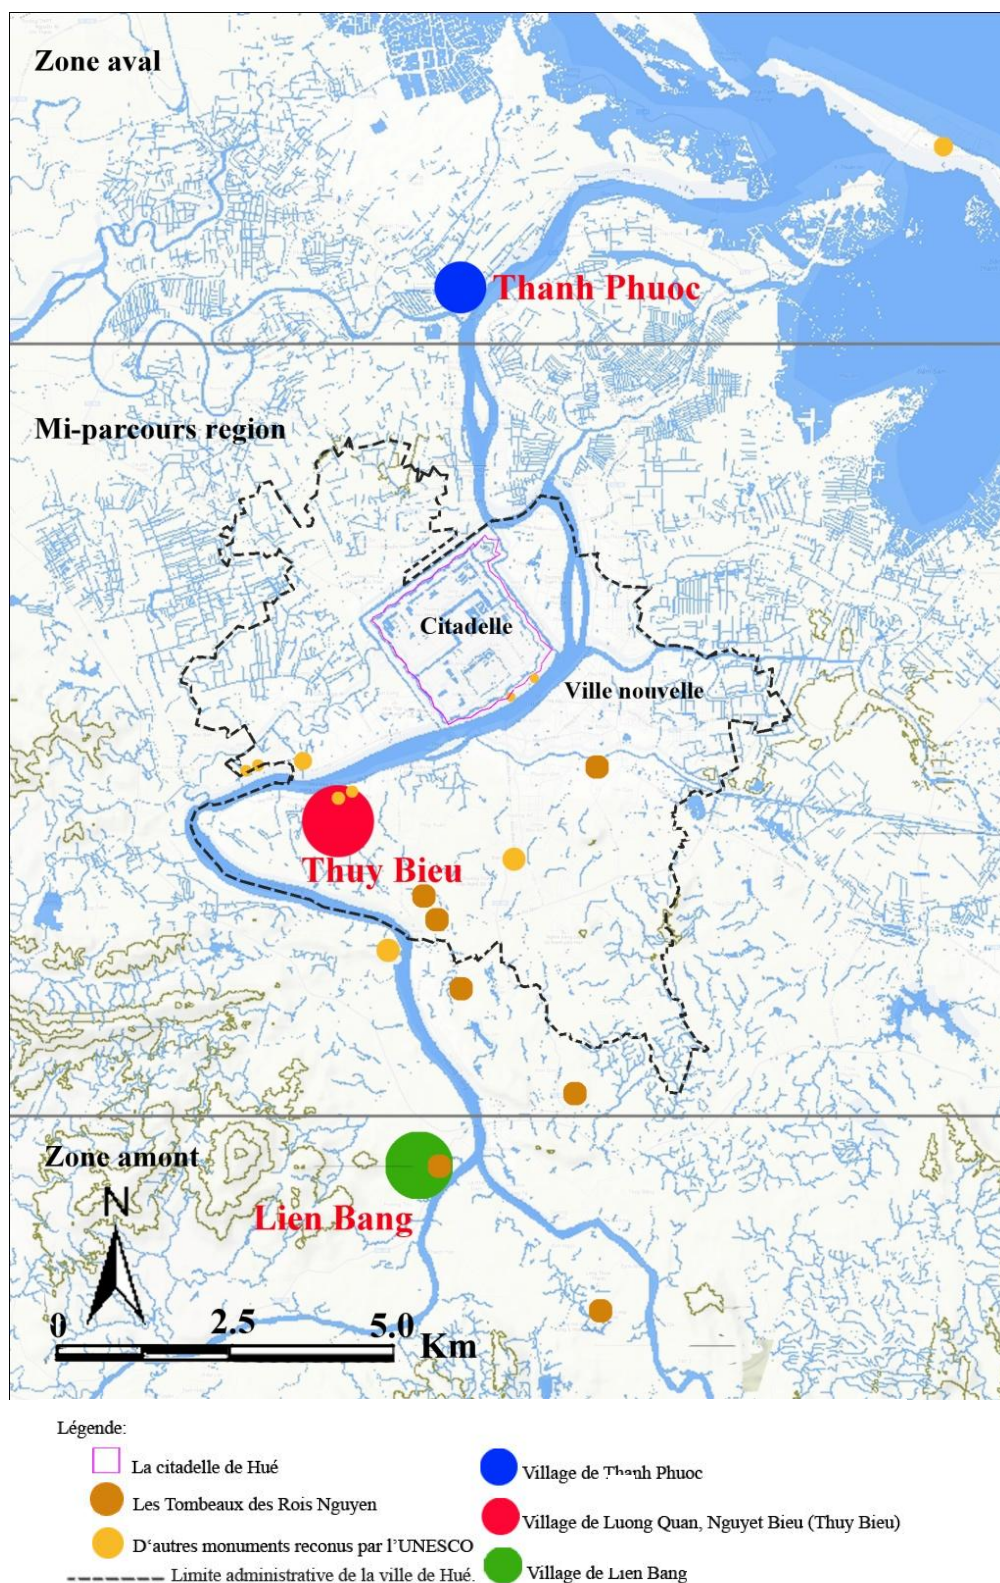 Zone aval
Thanh Phuoc
Mi-parcours region
Citadelle
Ville nouvelle
Thuy Bieu
Zone amont
Lien Bang
N
0 2.5 5.0 Km
Légende:
La citadelle de Hué
Les Tombeaux des Rois Nguyen
D'autres monuments reconus par l'UNESCO
Limite administrative de la ville de Hué.
Village de Thanh Phuoc
Village de Luong Quan, Nguyet Bieu (Thuy Bieu)
Village de Lien Bang